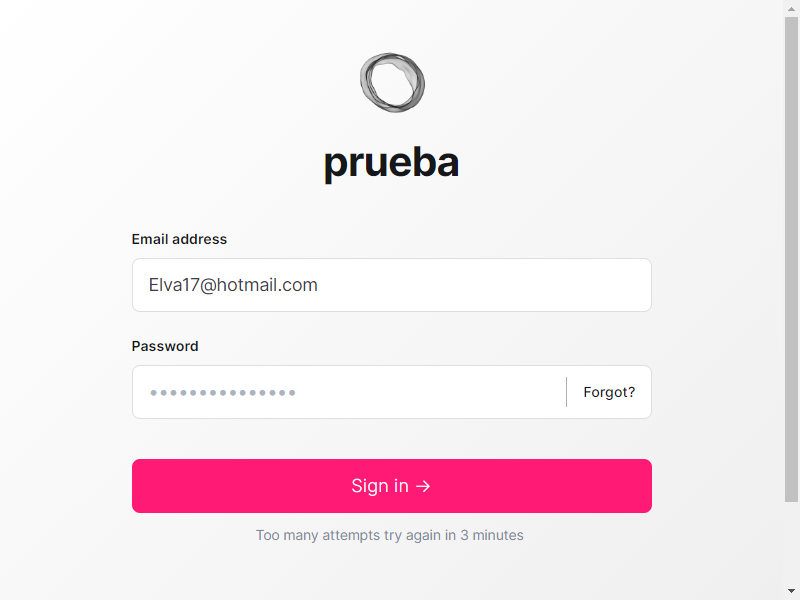 prueba
Email address
Elva17@hotmail.com
Password
•••••••••••••••
Forgot?
Sign in →
Too many attempts try again in 3 minutes